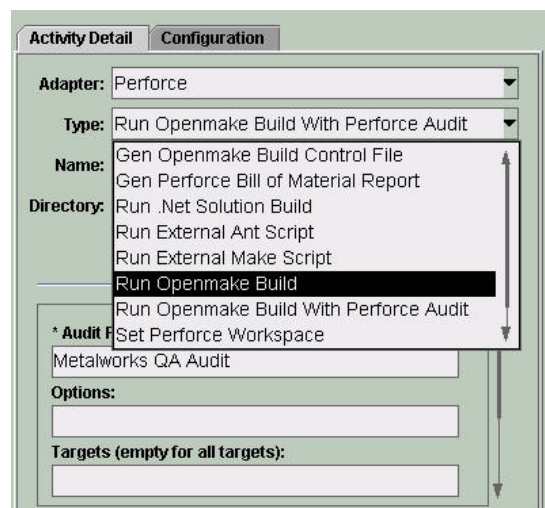 Activity Detail Configuration
Adapter: Perforce
Type: Run Openmake Build With Perforce Audit
Name:
Gen Openmake Build Control File
Gen Perforce Bill of Material Report
Directory:
Run .Net Solution Build
Run External Ant Script
Run External Make Script
Run Openmake Build
Run Openmake Build With Perforce Audit
Set Perforce Workspace
* Audit
Metalworks QA Audit
Options:
Targets (empty for all targets):